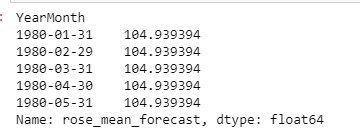 YearMonth
1980-01-31    104.939394
1980-02-29    104.939394
1980-03-31    104.939394
1980-04-30    104.939394
1980-05-31    104.939394
Name: rose_mean_forecast, dtype: float64